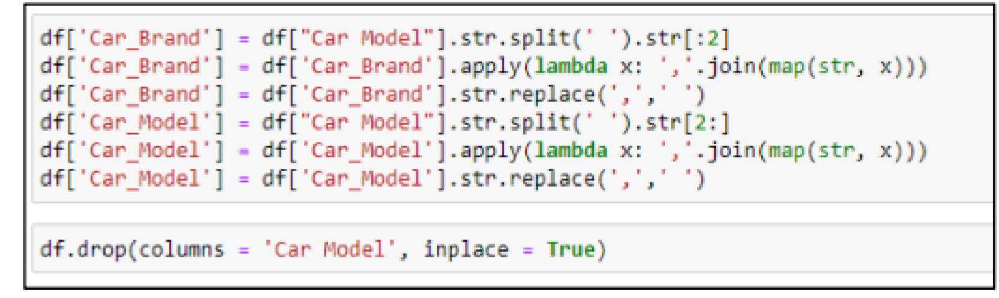 df['Car_Brand'] = df["Car Model"].str.split(' ').str[:2]
df['Car_Brand'] = df['Car_Brand'].apply(lambda x: ','.join(map(str, x)))
df['Car_Brand'] = df['Car_Brand'].str.replace(',',' ')
df['Car_Model'] = df["Car Model"].str.split(' ').str[2:]
df['Car_Model'] = df['Car_Model'].apply(lambda x: ','.join(map(str, x)))
df['Car_Model'] = df['Car_Model'].str.replace(',',' ')
df.drop(columns = 'Car Model', inplace = True)